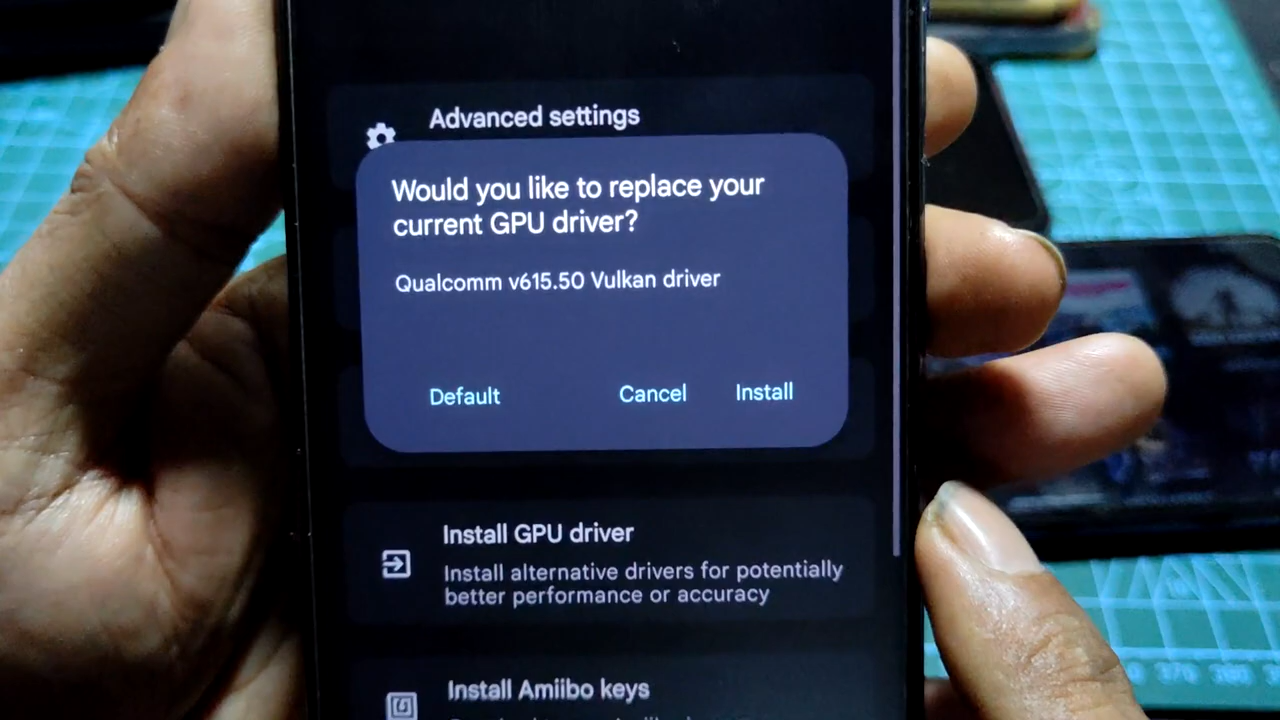 Advanced settings
Would you like to replace your
current GPU driver?
Qualcomm v615.50 Vulkan driver
Default
Cancel
Install
Install GPU driver
Install alternative drivers for potentially
better performance or accuracy
Install Amiibo keys